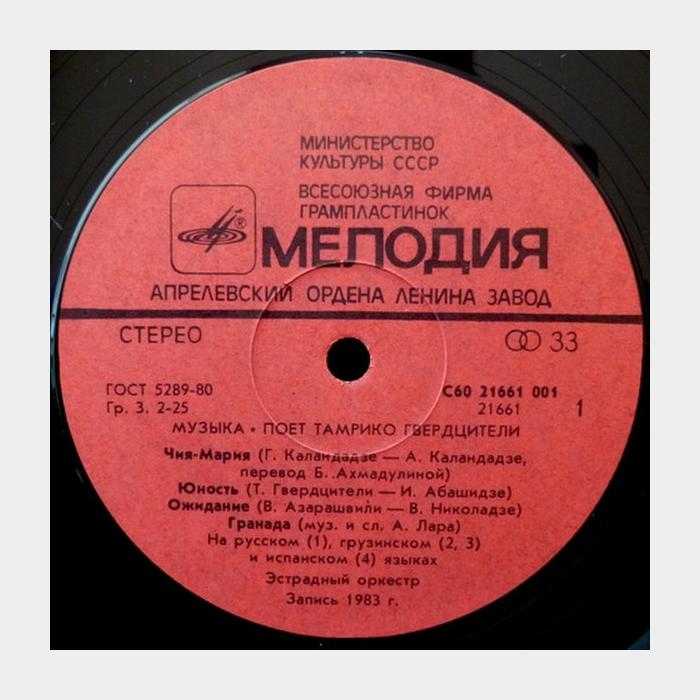 МИНИСТЕРСТВО
КУЛЬТУРЫ СССР
ВСЕСОЮЗНАЯ ФИРМА
ГРАМПЛАСТИНОК
®
МЕЛОДИЯ
АПРЕЛЕВСКИЙ ОРДЕНА ЛЕНИНА ЗАВОД
СТЕРЕО 33
ГОСТ 5289-80 С60 21661 001
Гр. 3. 2-25 21661 1
МУЗЫКА • ПОЕТ ТАМРИКО ГВЕРДЦИТЕЛИ
Чия-Мария (Г. Каландадзе — А. Каландадзе,
перевод Б. Ахмадулиной)
Юность (Т. Гвердцители — И. Абашидзе)
Ожидание (В. Азарашвили — В. Николадзе)
Гранада (муз. и сл. А. Лара)
На русском (1), грузинском (2, 3)
и испанском (4) языках
Эстрадный оркестр
Запись 1983 г.